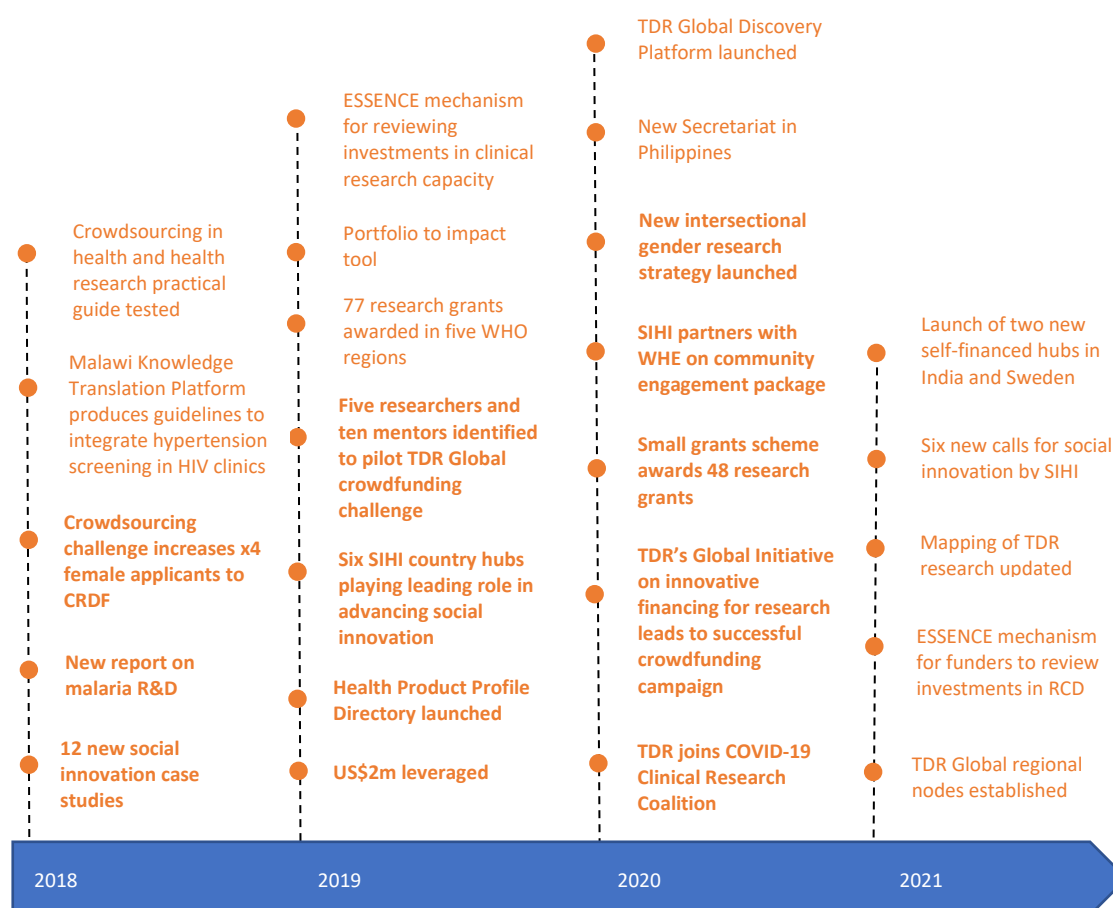 Crowdsourcing in
health and health
research practical
guide tested
Malawi Knowledge
Translation Platform
produces guidelines to
integrate hypertension
screening in HIV clinics
Crowdsourcing
challenge increases x4
female applicants to
CRDF
New report on
malaria R&D
12 new social
innovation case
studies
ESSENCE mechanism
for reviewing
investments in clinical
research capacity
Portfolio to impact
tool
77 research grants
awarded in five WHO
regions
Five researchers and
ten mentors identified
to pilot TDR Global
crowdfunding
challenge
Six SIHI country hubs
playing leading role in
advancing social
innovation
Health Product Profile
Directory launched
US$2m leveraged
TDR Global Discovery
Platform launched
New Secretariat in
Philippines
New intersectional
gender research
strategy launched
SIHI partners with
WHE on community
engagement package
Small grants scheme
awards 48 research
grants
TDR's Global Initiative
on innovative
financing for research
leads to successful
crowdfunding
campaign
TDR joins COVID-19
Clinical Research
Coalition
Launch of two new
self-financed hubs in
India and Sweden
Six new calls for social
innovation by SIHI
Mapping of TDR
research updated
ESSENCE mechanism
for funders to review
investments in RCD
TDR Global regional
nodes established
2018
2019
2020
2021